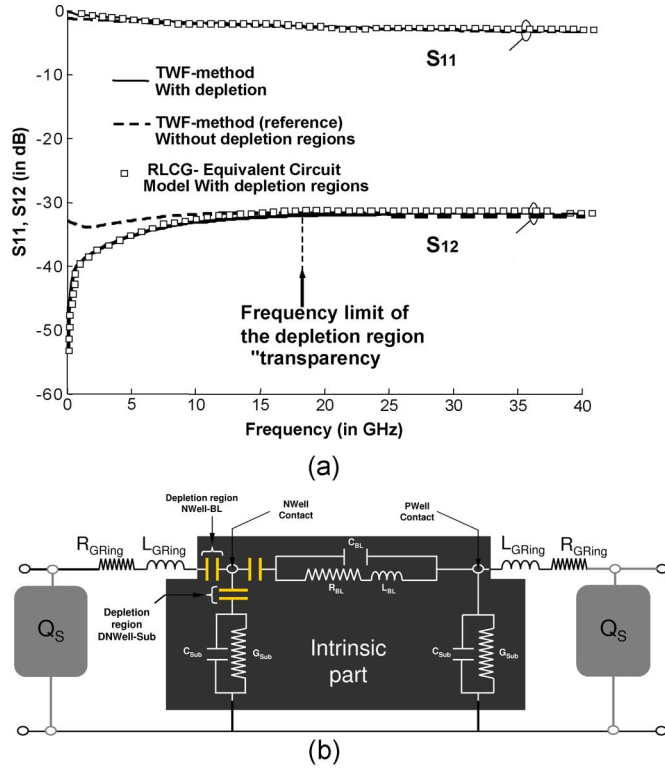 (a)
0
-10
-20
-30
-40
-50
-60
S11, S12 (in dB)
S11
TWF-method
With depletion
TWF-method (reference)
Without depletion regions
RLCG- Equivalent Circuit
Model With depletion regions
S12
Frequency limit of
the depletion region
"transparency
0 5 10 15 20 25 30 35 40
Frequency (in GHz)
(a)
Depletion region
NWell-BL
NWell
Contact
PWell
Contact
RGRing LGRing
CBL
LGRing RGRing
RBL LBL
QS
Depletion
region
DNWell-Sub
CSub GSub
Intrinsic
part
CSub GSub
QS
(b)